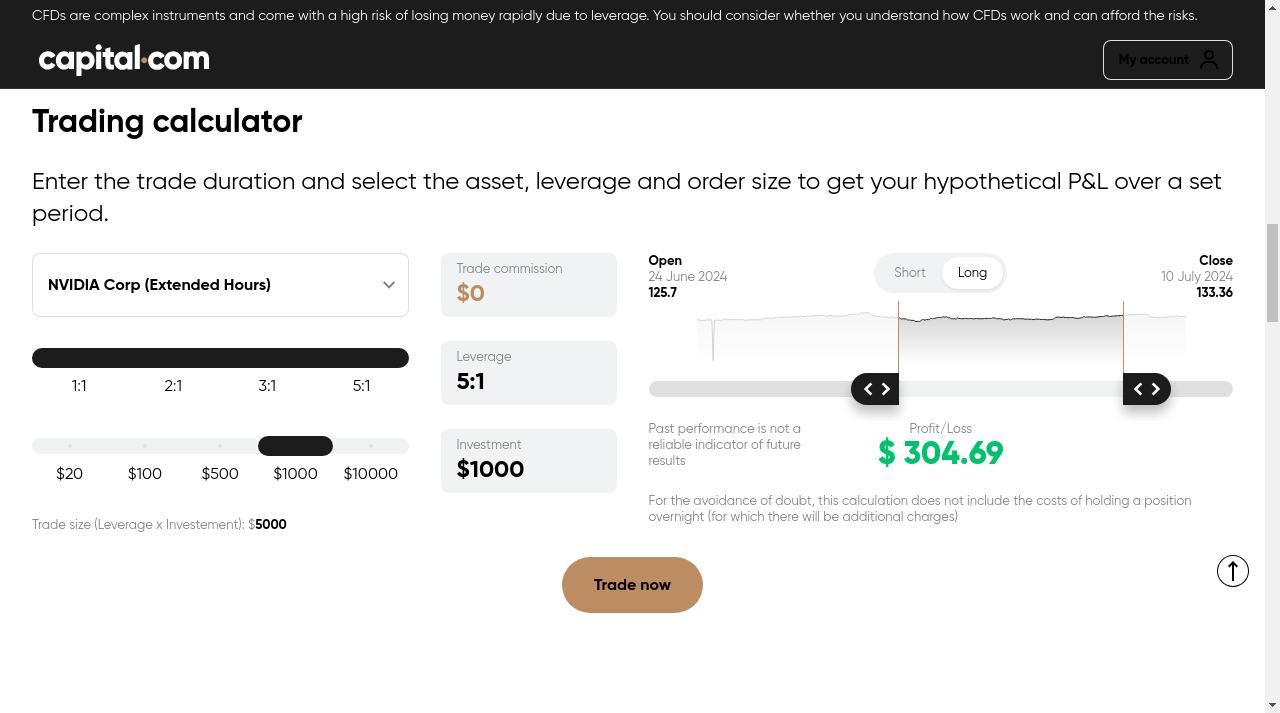 CFDs are complex instruments and come with a high risk of losing money rapidly due to leverage. You should consider whether you understand how CFDs work and can afford the risks.
capital.com
My account
Trading calculator
Enter the trade duration and select the asset, leverage and order size to get your hypothetical P&L over a set
period.
NVIDIA Corp (Extended Hours)
1:1 2:1 3:1 5:1
$20 $100 $500 $1000 $10000
Trade size (Leverage x Investement): $5000
Trade commission
$0
Leverage
5:1
Investment
$1000
Open
24 June 2024
125.7
Short Long
Close
10 July 2024
133.36
Past performance is not a
reliable indicator of future
results
Profit/Loss
$ 304.69
For the avoidance of doubt, this calculation does not include the costs of holding a position
overnight (for which there will be additional charges)
Trade now